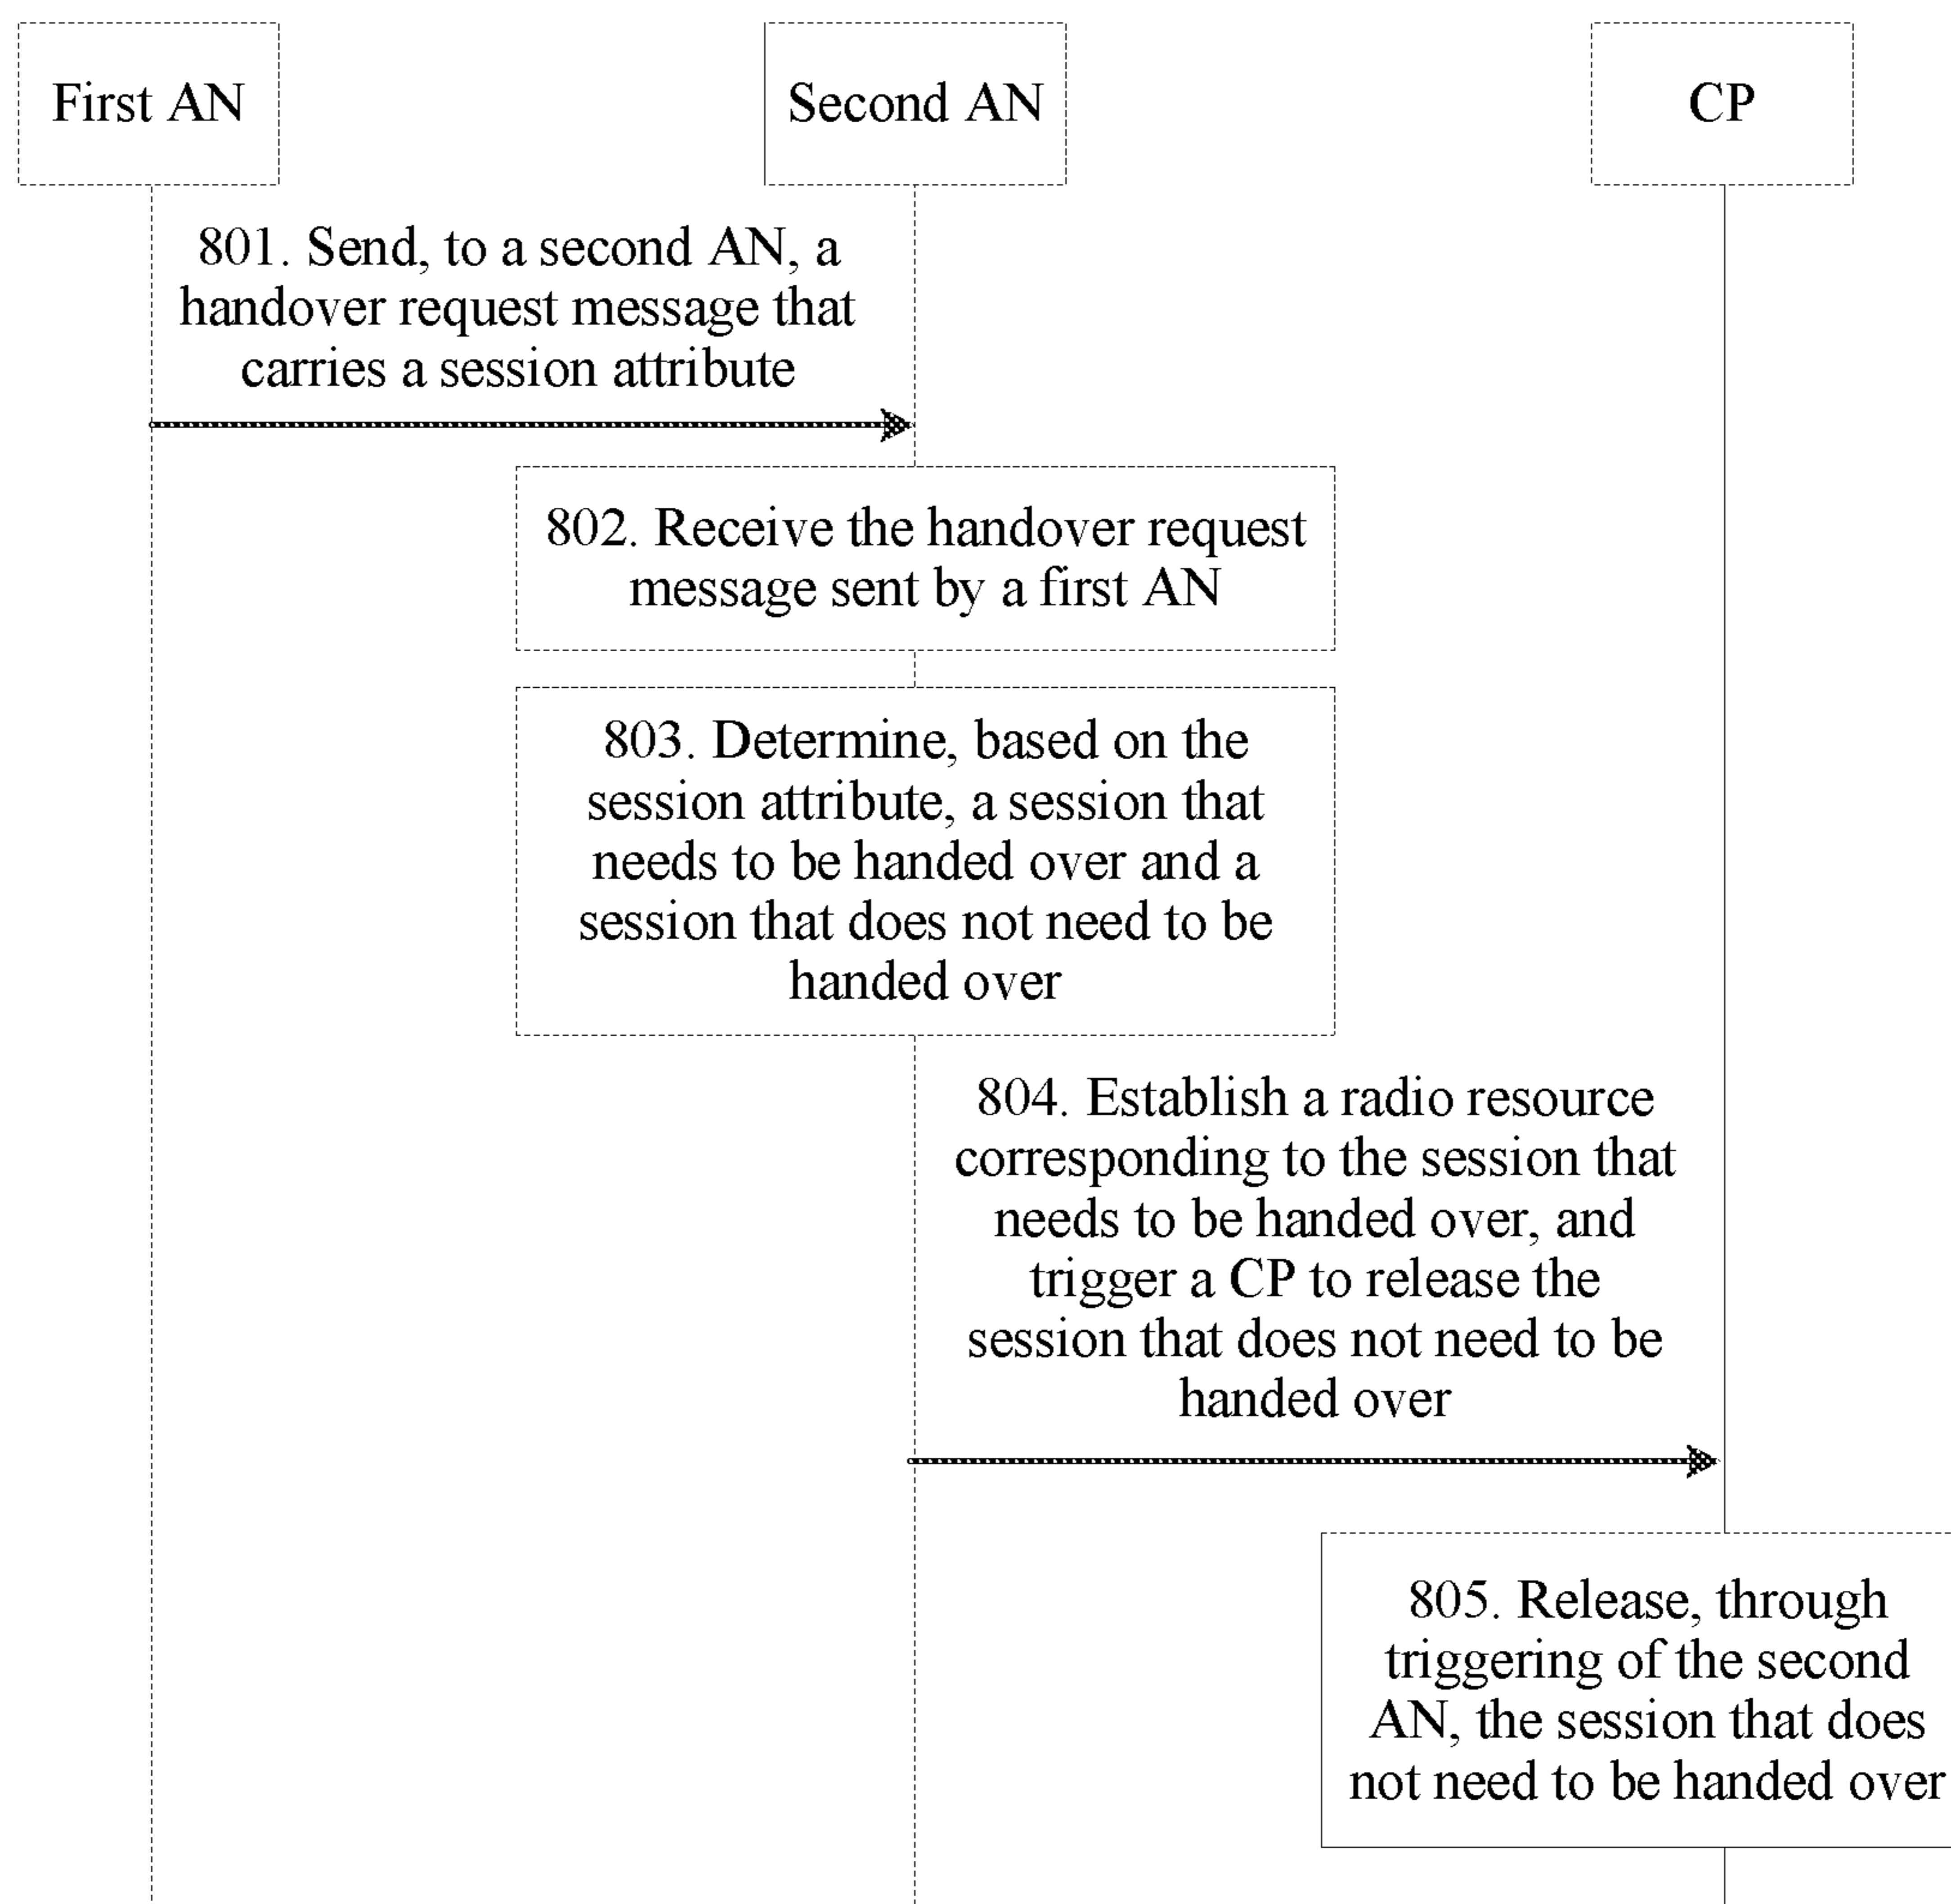 First AN
Second AN
CP
801. Send, to a second AN, a
handover request message that
carries a session attribute
802. Receive the handover request
message sent by a first AN
803. Determine, based on the
session attribute, a session that
needs to be handed over and a
session that does not need to be
handed over
804. Establish a radio resource
corresponding to the session that
needs to be handed over, and
trigger a CP to release the
session that does not need to be
handed over
805. Release, through
triggering of the second
AN, the session that does
not need to be handed over